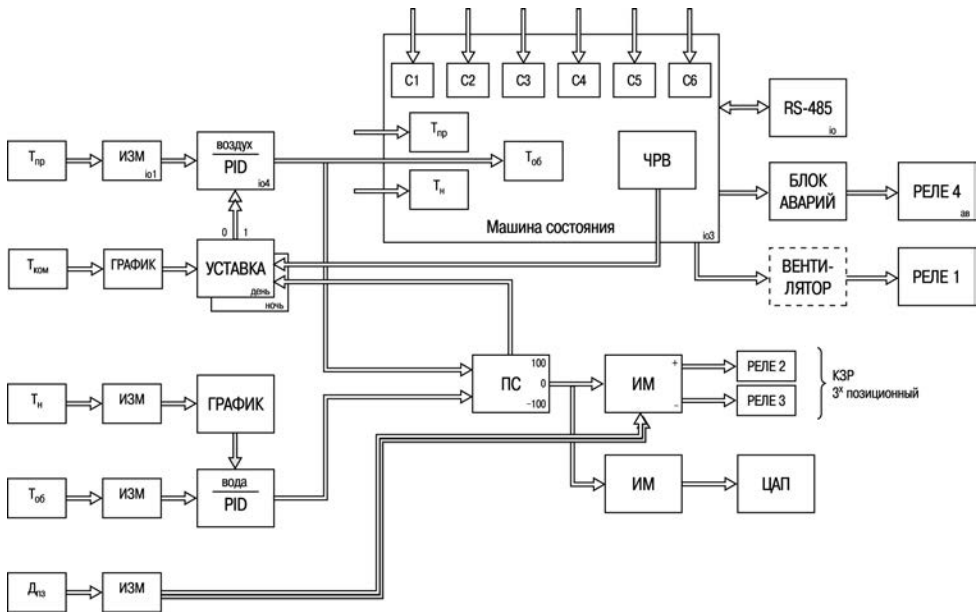 С1
С2
С3
С4
С5
С6
RS-485
io
Тпр
Тпр
ИЗМ
io1
воздух
PID
io4
Тоб
Тн
ЧРВ
Машина состояния
io3
БЛОК
АВАРИЙ
РЕЛЕ 4
ав
0 1
Тком
ГРАФИК
УСТАВКА
день
ночь
ВЕНТИ-
ЛЯТОР
РЕЛЕ 1
ПС
100
0
–100
ИМ
+
–
РЕЛЕ 2
РЕЛЕ 3
КЗР
3х позиционный
Тн
ИЗМ
ГРАФИК
Тоб
ИЗМ
вода
PID
ИМ
ЦАП
Дпз
ИЗМ